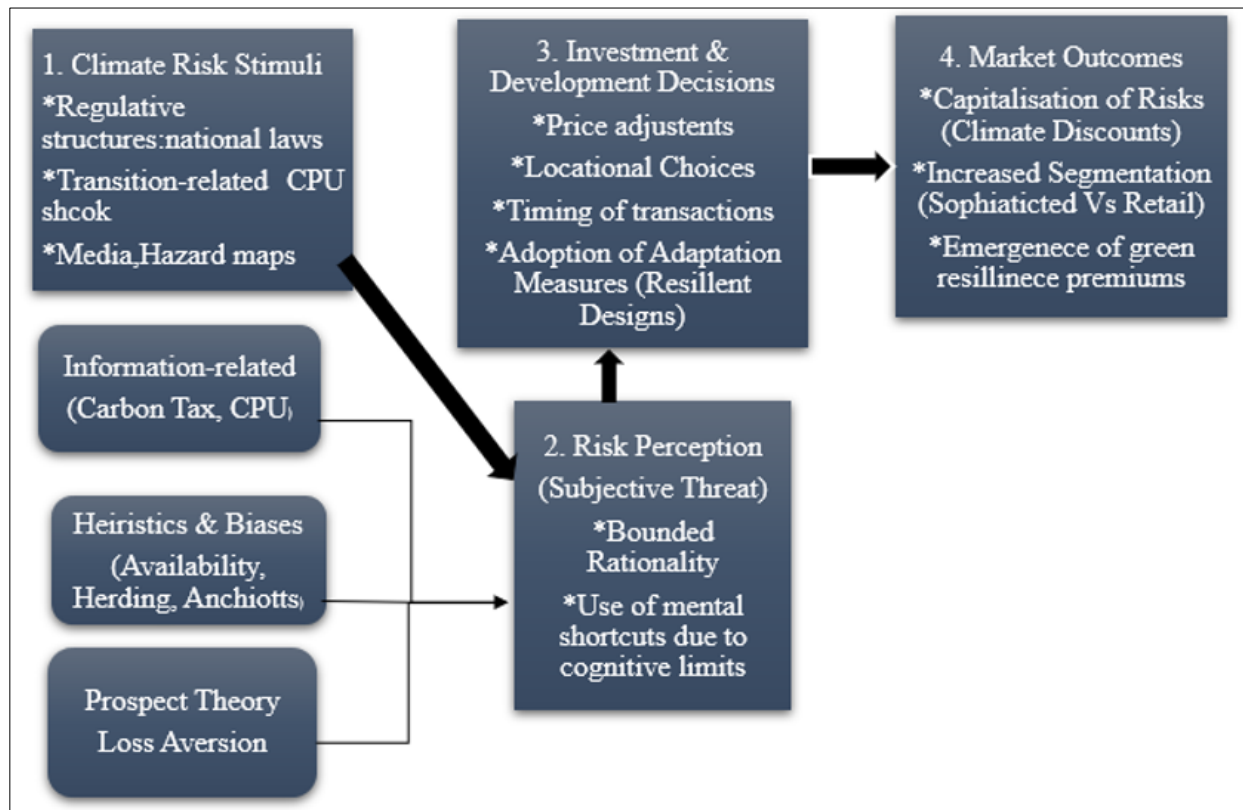 1. Climate Risk Stimuli
*Regulative
structures:national laws
*Transition-related CPU
shcok
*Media,Hazard maps
Information-related
(Carbon Tax, CPU)
Heiristics & Biases
(Availability,
Herding, Anchiotts)
Prospect Theory
Loss Aversion
2. Risk Perception
(Subjective Threat)
*Bounded
Rationality
*Use of mental
shortcuts due to
cognitive limits
3. Investment &
Development Decisions
*Price adjustents
*Locational Choices
*Timing of transactions
*Adoption of Adaptation
Measures (Resillent
Designs)
4. Market Outcomes
*Capitalisation of Risks
(Climate Discounts)
*Increased Segmentation
(Sophiaticted Vs Retail)
*Emergenece of green
resillinece premiums